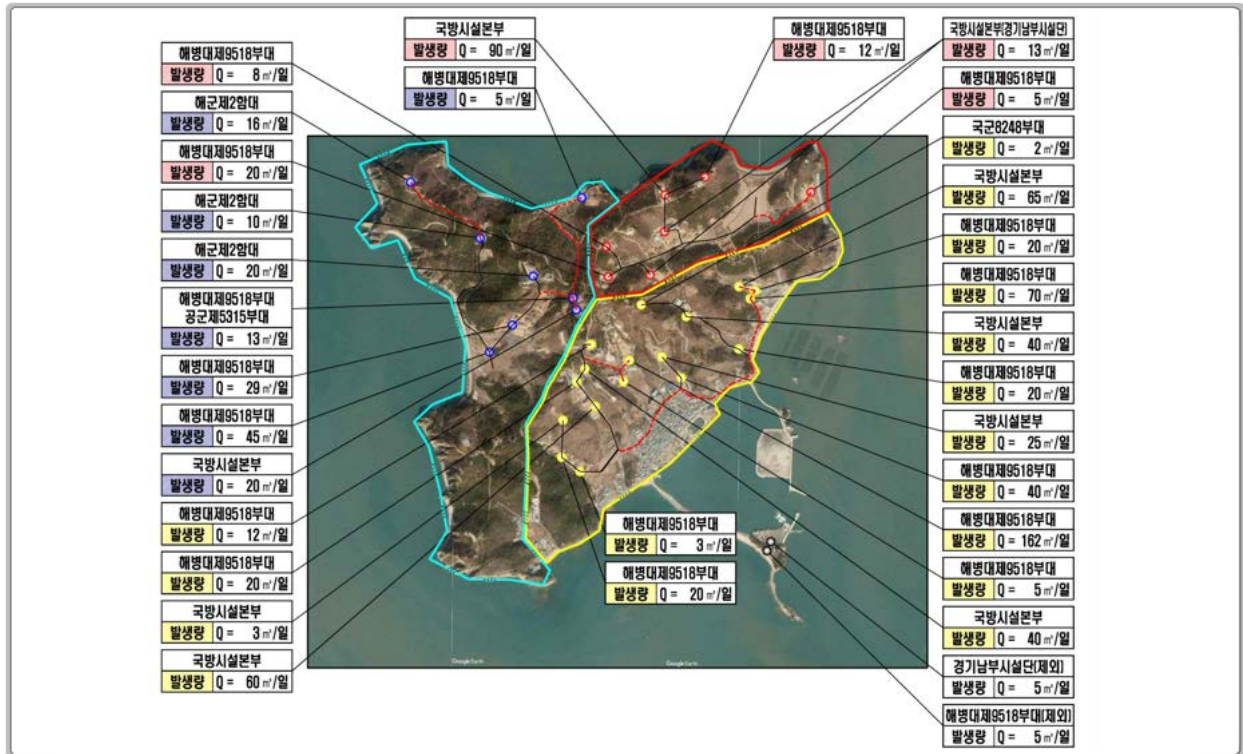 해병대제9518부대
발생량 Q = 8 ㎥/일
해군제2함대
발생량 Q = 16 ㎥/일
해병대제9518부대
발생량 Q = 20 ㎥/일
해군제2함대
발생량 Q = 10 ㎥/일
해군제2함대
발생량 Q = 20 ㎥/일
해병대제9518부대
공군제5315부대
발생량 Q = 13 ㎥/일
해병대제9518부대
발생량 Q = 29 ㎥/일
해병대제9518부대
발생량 Q = 45 ㎥/일
국방시설본부
발생량 Q = 20 ㎥/일
해병대제9518부대
발생량 Q = 12 ㎥/일
해병대제9518부대
발생량 Q = 20 ㎥/일
국방시설본부
발생량 Q = 3 ㎥/일
국방시설본부
발생량 Q = 60 ㎥/일
국방시설본부
발생량 Q = 90 ㎥/일
해병대제9518부대
발생량 Q = 5 ㎥/일
해병대제9518부대
발생량 Q = 12 ㎥/일
해병대제9518부대
발생량 Q = 3 ㎥/일
해병대제9518부대
발생량 Q = 20 ㎥/일
Google Earth
Google Earth
국방시설본부(경기남부시설단)
발생량 Q = 13 ㎥/일
해병대제9518부대
발생량 Q = 5 ㎥/일
국군8248부대
발생량 Q = 2 ㎥/일
국방시설본부
발생량 Q = 65 ㎥/일
해병대제9518부대
발생량 Q = 20 ㎥/일
해병대제9518부대
발생량 Q = 70 ㎥/일
국방시설본부
발생량 Q = 40 ㎥/일
해병대제9518부대
발생량 Q = 20 ㎥/일
국방시설본부
발생량 Q = 25 ㎥/일
해병대제9518부대
발생량 Q = 40 ㎥/일
해병대제9518부대
발생량 Q = 162 ㎥/일
해병대제9518부대
발생량 Q = 5 ㎥/일
국방시설본부
발생량 Q = 40 ㎥/일
경기남부시설단(제외)
발생량 Q = 5 ㎥/일
해병대제9518부대(제외)
발생량 Q = 5 ㎥/일